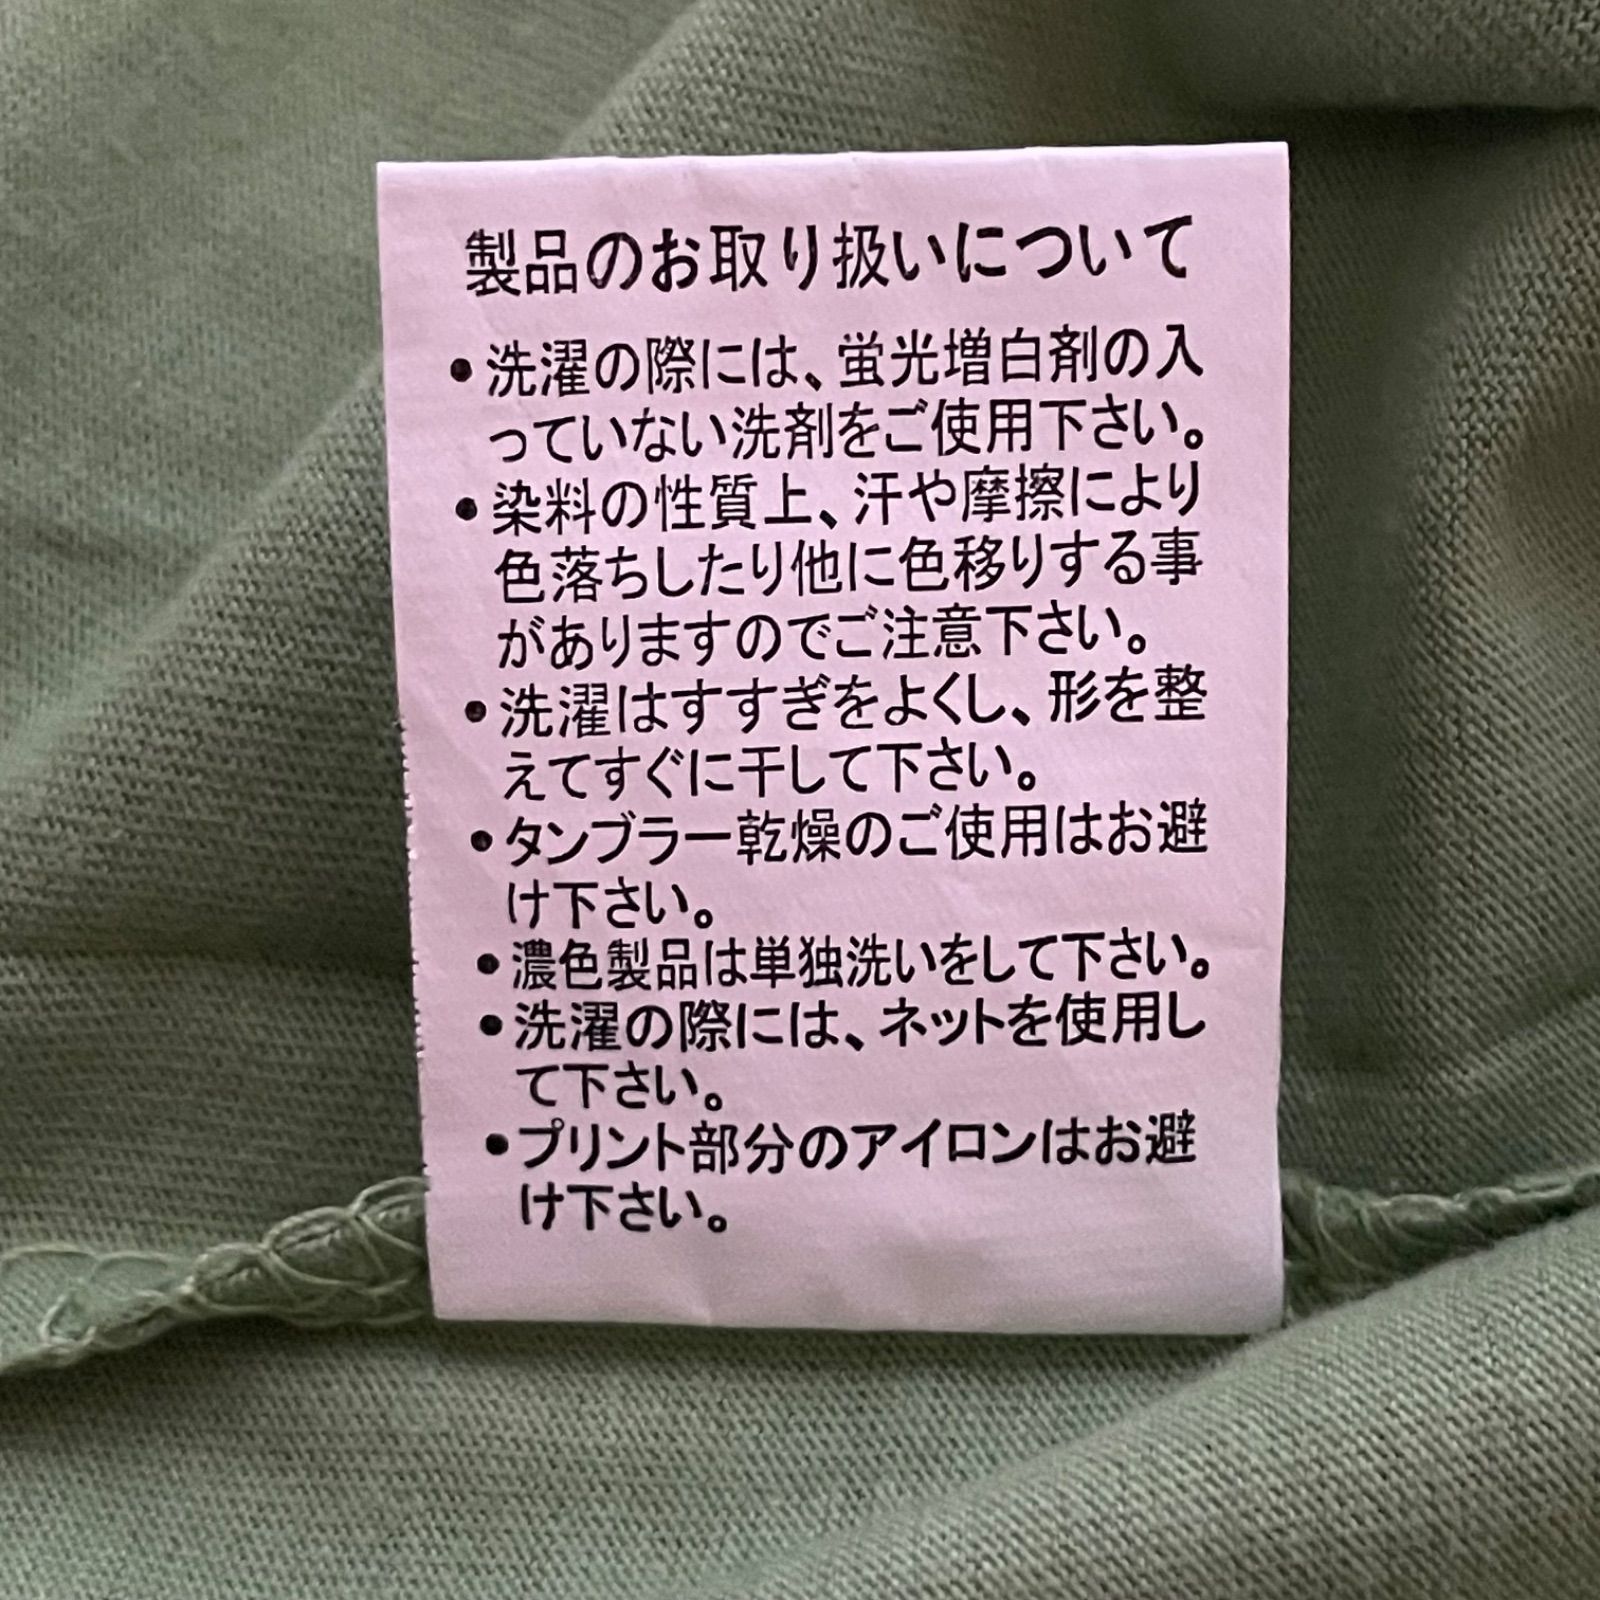 製品のお取り扱いについて
•洗濯の際には、蛍光増白剤の入
っていない洗剤をご使用下さい。
•染料の性質上、汗や摩擦により
色落ちしたり他に色移りする事
がありますのでご注意下さい。
•洗濯はすすぎをよくし、形を整
えてすぐに干して下さい。
•タンブラー乾燥のご使用はお避
け下さい。
•濃色製品は単独洗いをして下さい。
•洗濯の際には、ネットを使用し
て下さい。
•プリント部分のアイロンはお避
け下さい。